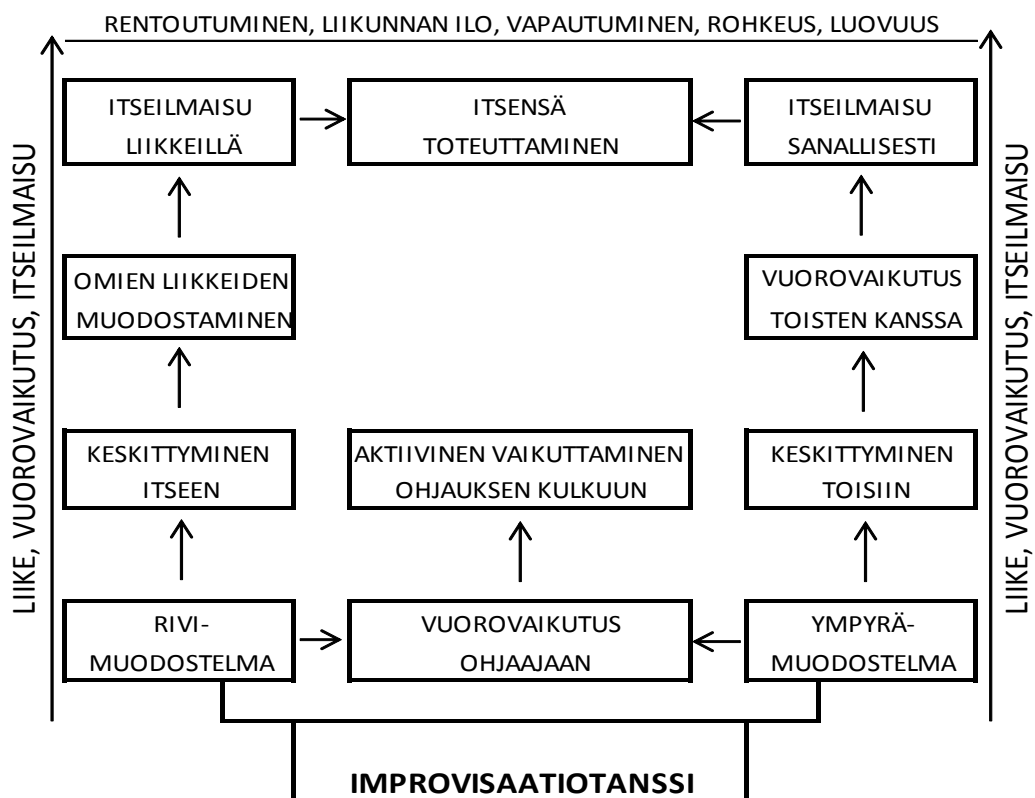 RENTOUTUMINEN, LIIKUNNAN ILO, VAPAUTUMINEN, ROHKEUS, LUOVUUS
LIIKE, VUOROVAIKUTUS, ITSEILMAISU
ITSEILMAISU
LIIKKEILLÄ
ITSENSÄ
TOTEUTTAMINEN
ITSEILMAISU
SANALLISESTI
OMIEN LIIKKEIDEN
MUODOSTAMINEN
VUOROVAIKUTUS
TOISTEN KANSSA
KESKITTYMINEN
ITSEEN
AKTIIVINEN VAIKUTTAMINEN
OHJAUKSEN KULKUUN
KESKITTYMINEN
TOISIIN
RIVI-
MUODOSTELMA
VUOROVAIKUTUS
OHJAAJAAN
YMPYRÄ-
MUODOSTELMA
LIIKE, VUOROVAIKUTUS, ITSEILMAISU
IMPROVISAATIOTANSSI